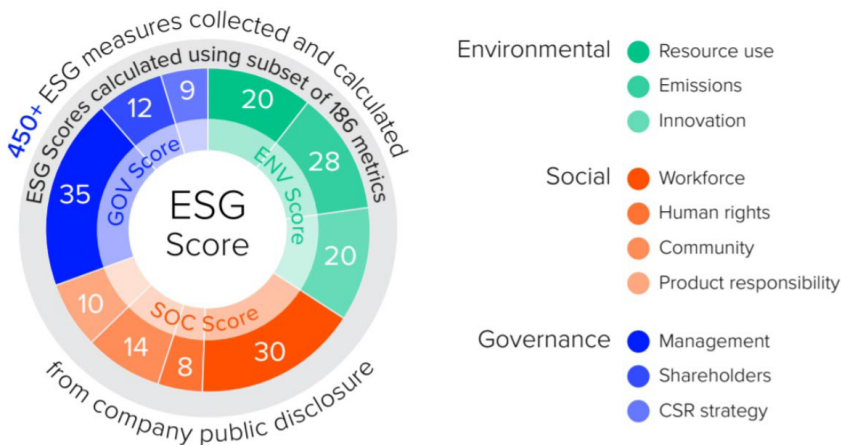 450+ ESG measures collected and calculated
ESG Scores calculated using subset of 186 metrics
9
12
35
GOV Score
20
28
20
ENV Score
30
8
14
10
SOC Score
ESG
Score
from company public disclosure
Environmental
Resource use
Emissions
Innovation
Social
Workforce
Human rights
Community
Product responsibility
Governance
Management
Shareholders
CSR strategy